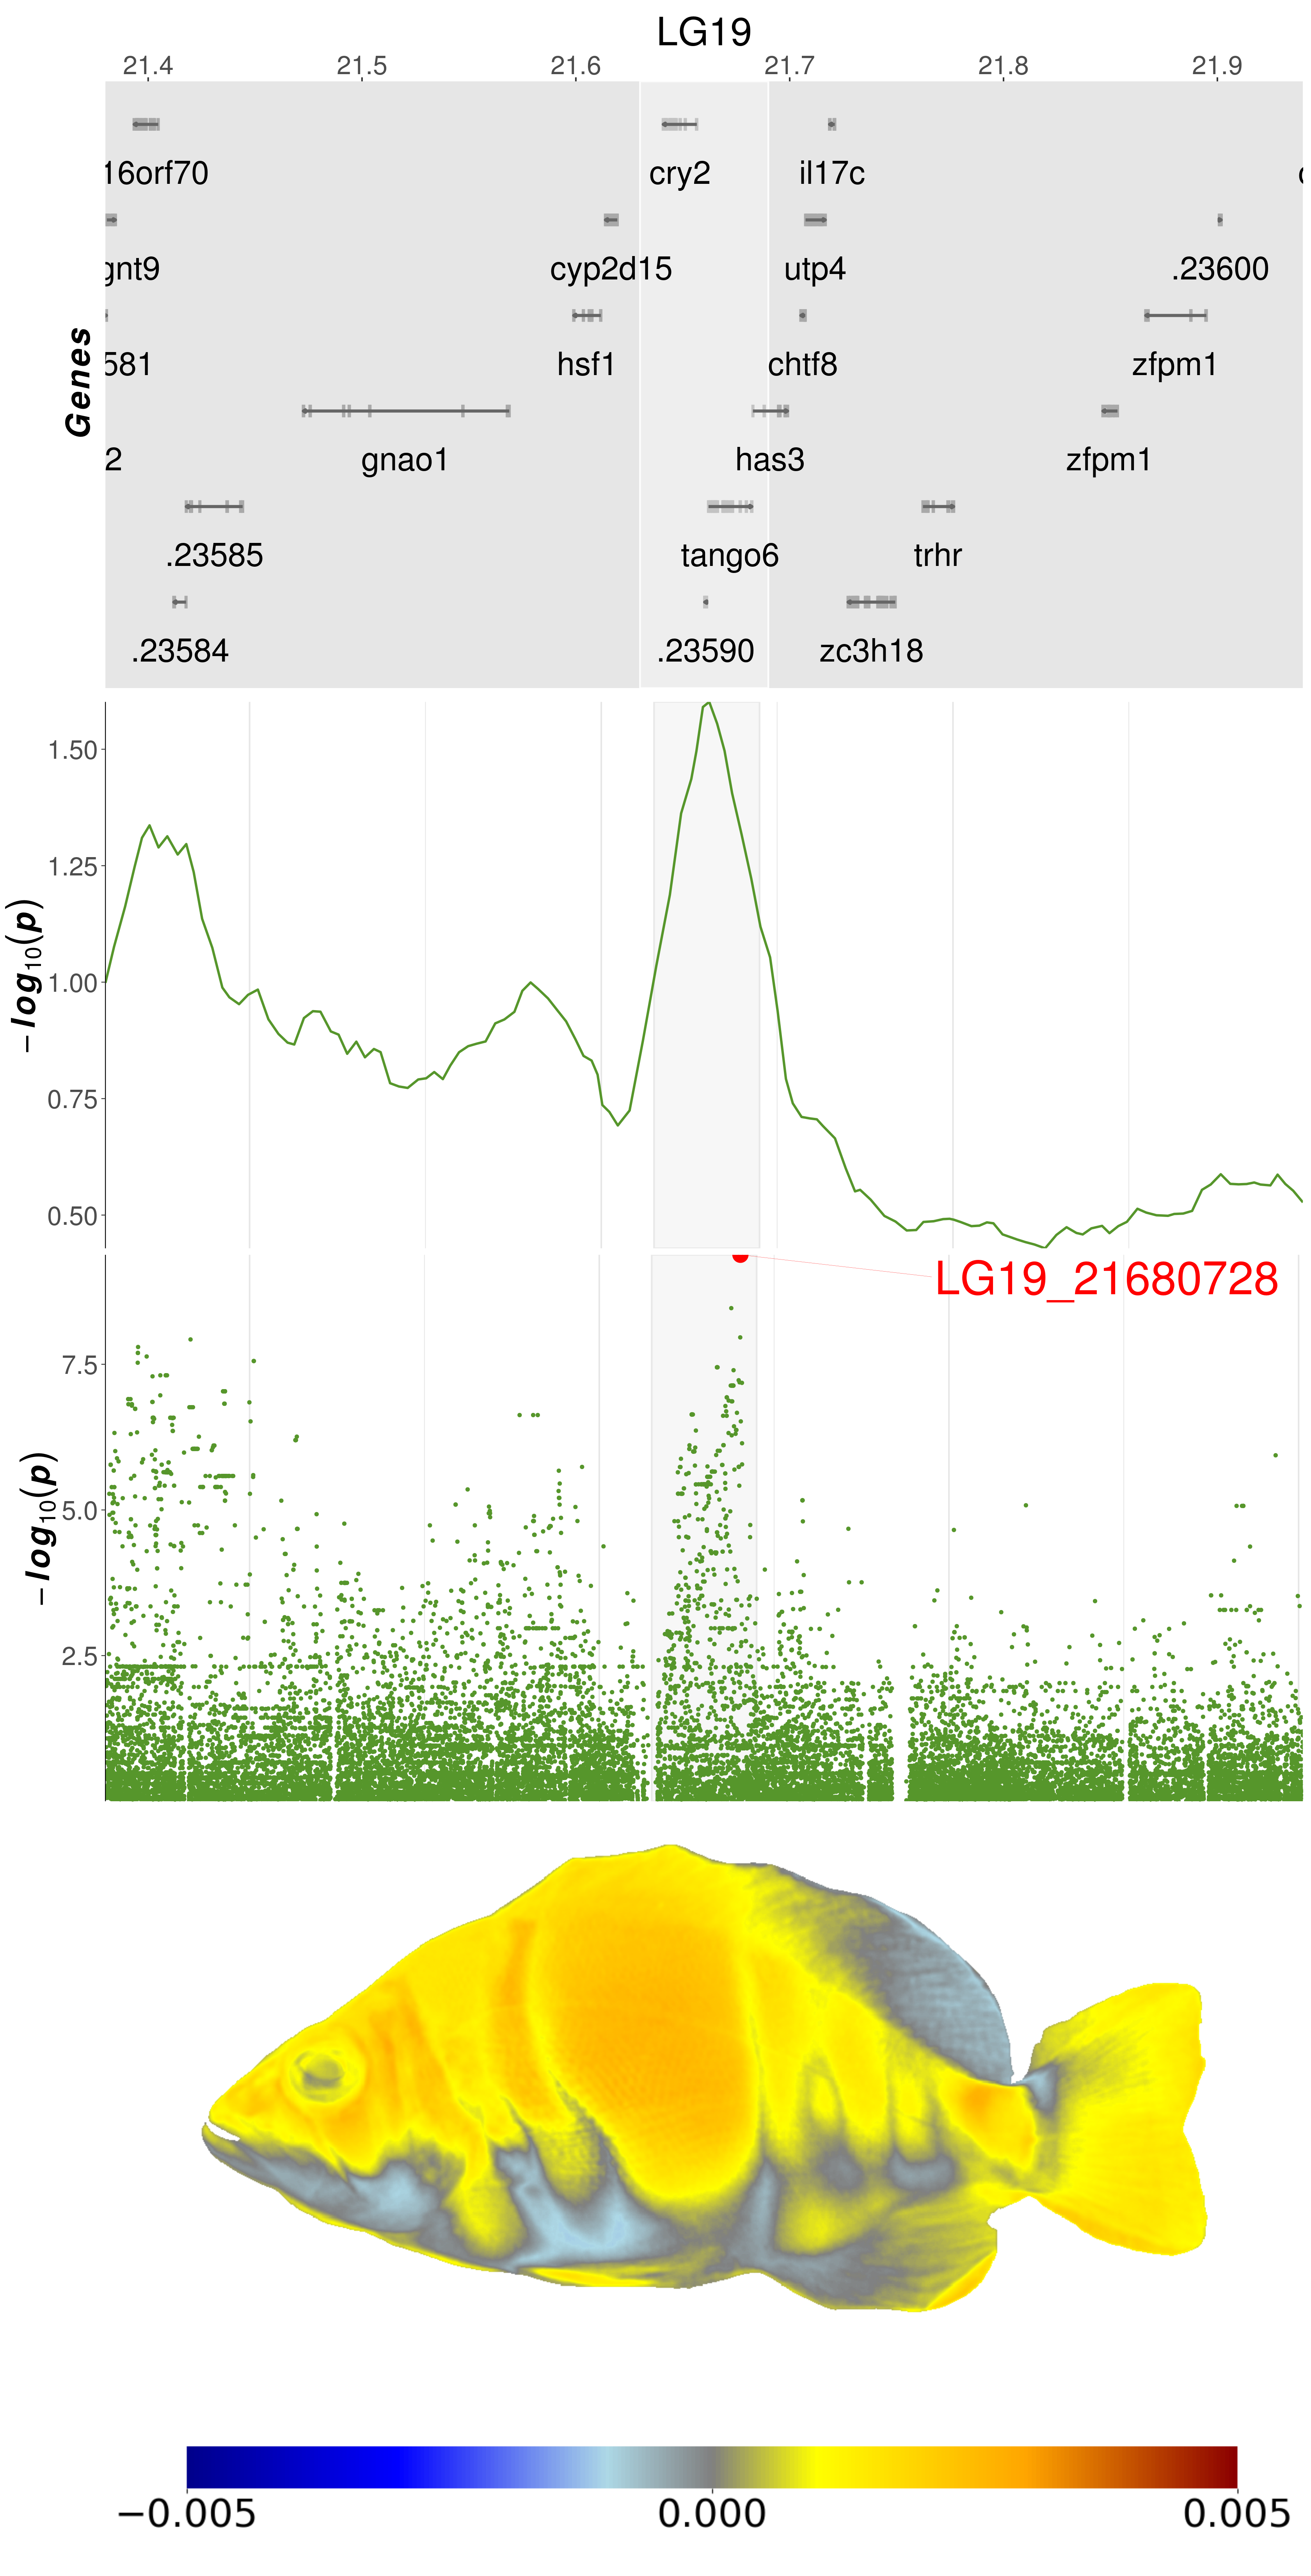 LG19
21.4 21.5 21.6 21.7 21.8 21.9
16orf70 cry2 il17c
gnt9 cyp2d15 utp4 .23600
581 hsf1 chtf8 zfpm1
Genes
2 gnao1 has3 zfpm1
.23585 tango6 trhr
.23584 .23590 zc3h18
1.50
1.25
1.00
0.75
0.50
−log10(p)
LG19_21680728
7.5
5.0
2.5
−log10(p)
−0.005 0.000 0.005